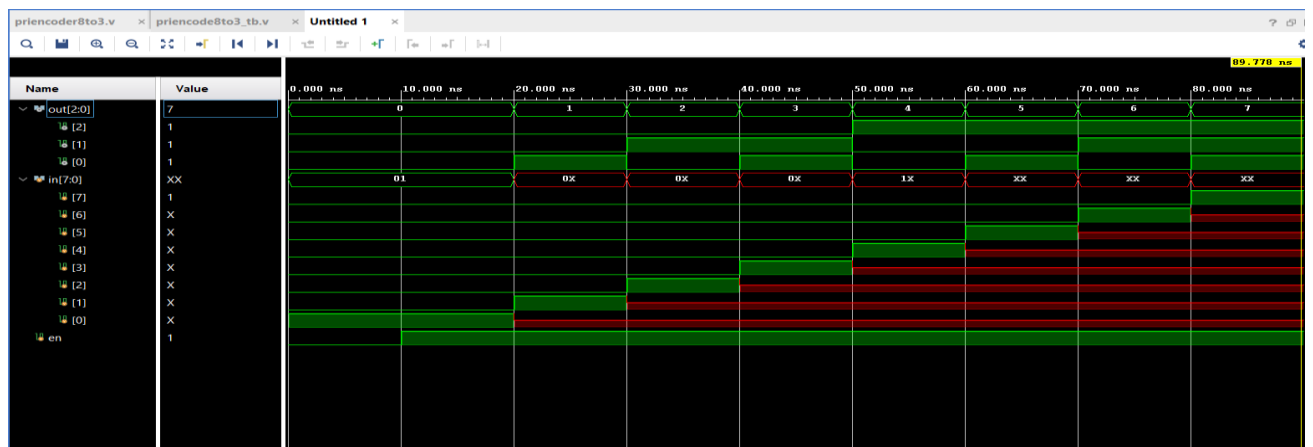 priencoder8to3.v × priencode8to3_tb.v × Untitled 1 ×
?
89.778 ns
Name Value
0.000 ns 10.000 ns 20.000 ns 30.000 ns 40.000 ns 50.000 ns 60.000 ns 70.000 ns 80.000 ns
out[2:0] 7 0 1 2 3 4 5 6 7
[2] 1
[1] 1
[0] 1
in[7:0] XX 01 0X 0X 0X 1X XX XX XX
[7] 1
[6] X
[5] X
[4] X
[3] X
[2] X
[1] X
[0] X
en 1